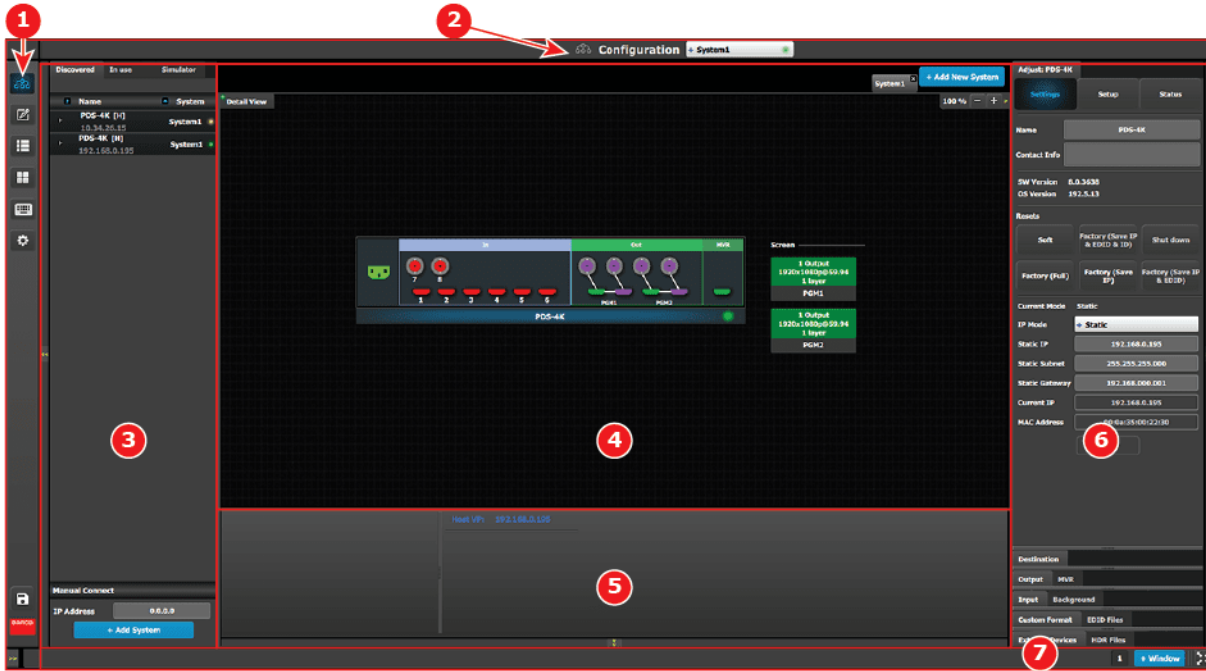 1
2
Configuration
+ System1
Discovered In use Simulator
Name System
PDS-4K [H] System1
10.34.26.15
PDS-4K [H] System1
192.168.0.195
3
Manual Connect
IP Address 0.0.0.0
+ Add System
BARCO
System1 + Add New System
Detail View 100 % − +
In Out MVR
7 8
1 2 3 4 5 6 PGM1 PGM2
PDS-4K
Screen
1 Output
1920x1080p@59.94
1 layer
PGM1
1 Output
1920x1080p@59.94
1 layer
PGM2
4
5
Adjust: PDS-4K
Settings Setup Status
Name PDS-4K
Contact Info
SW Version 8.0.3638
OS Version 192.5.13
Resets
Soft Factory (Save IP & EDID & ID) Shut down
Factory (Full) Factory (Save IP) Factory (Save IP & EDID)
Current Mode Static
IP Mode + Static
Static IP 192.168.0.195
Static Subnet 255.255.255.000
Static Gateway 192.168.000.001
Current IP 192.168.0.195
MAC Address
6
Destination
Output MVR
Input Background
Custom Format EDID Files
HDR Files
7
1 + Window